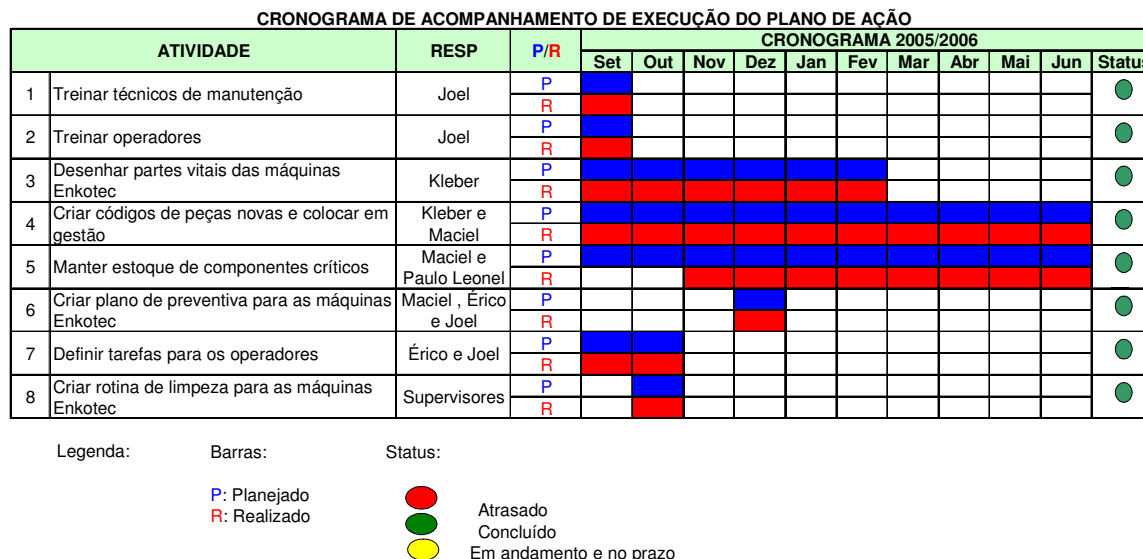 CRONOGRAMA DE ACOMPANHAMENTO DE EXECUÇÃO DO PLANO DE AÇÃO
ATIVIDADE RESP P/R CRONOGRAMA 2005/2006
Set Out Nov Dez Jan Fev Mar Abr Mai Jun Status
1 Treinar técnicos de manutenção Joel P
R
2 Treinar operadores Joel P
R
3 Desenhar partes vitais das máquinas Kleber P
Enkotec R
4 Criar códigos de peças novas e colocar em Kleber e P
gestão Maciel R
5 Manter estoque de componentes críticos Maciel e P
Paulo Leonel R
6 Criar plano de preventiva para as máquinas Maciel , Érico P
Enkotec e Joel R
7 Definir tarefas para os operadores Érico e Joel P
R
8 Criar rotina de limpeza para as máquinas Supervisores P
Enkotec R
Legenda: Barras: Status:
P: Planejado
R: Realizado
Atrasado
Concluído
Em andamento e no prazo